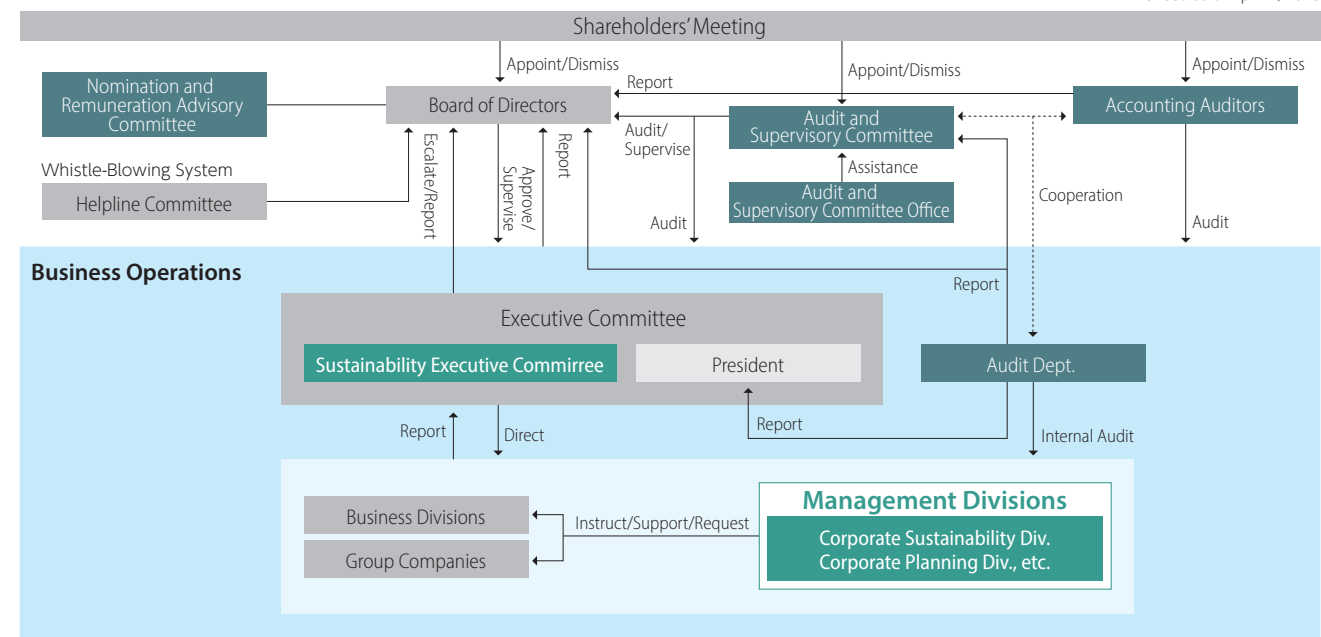 Shareholders' Meeting
Appoint/Dismiss
Appoint/Dismiss
Appoint/Dismiss
Nomination and
Remuneration Advisory
Committee
Board of Directors
Report
Audit and
Supervisory Committee
Accounting Auditors
Audit/
Supervise
Whistle-Blowing System
Helpline Committee
Escalate/Report
Approve/
Supervise
Report
Assistance
Audit and
Supervisory Committee Office
Cooperation
Audit
Audit
Business Operations
Report
Executive Committee
Sustainability Executive Commirree
President
Audit Dept.
Report
Direct
Report
Internal Audit
Management Divisions
Business Divisions
Instruct/Support/Request
Corporate Sustainability Div.
Group Companies
Corporate Planning Div., etc.